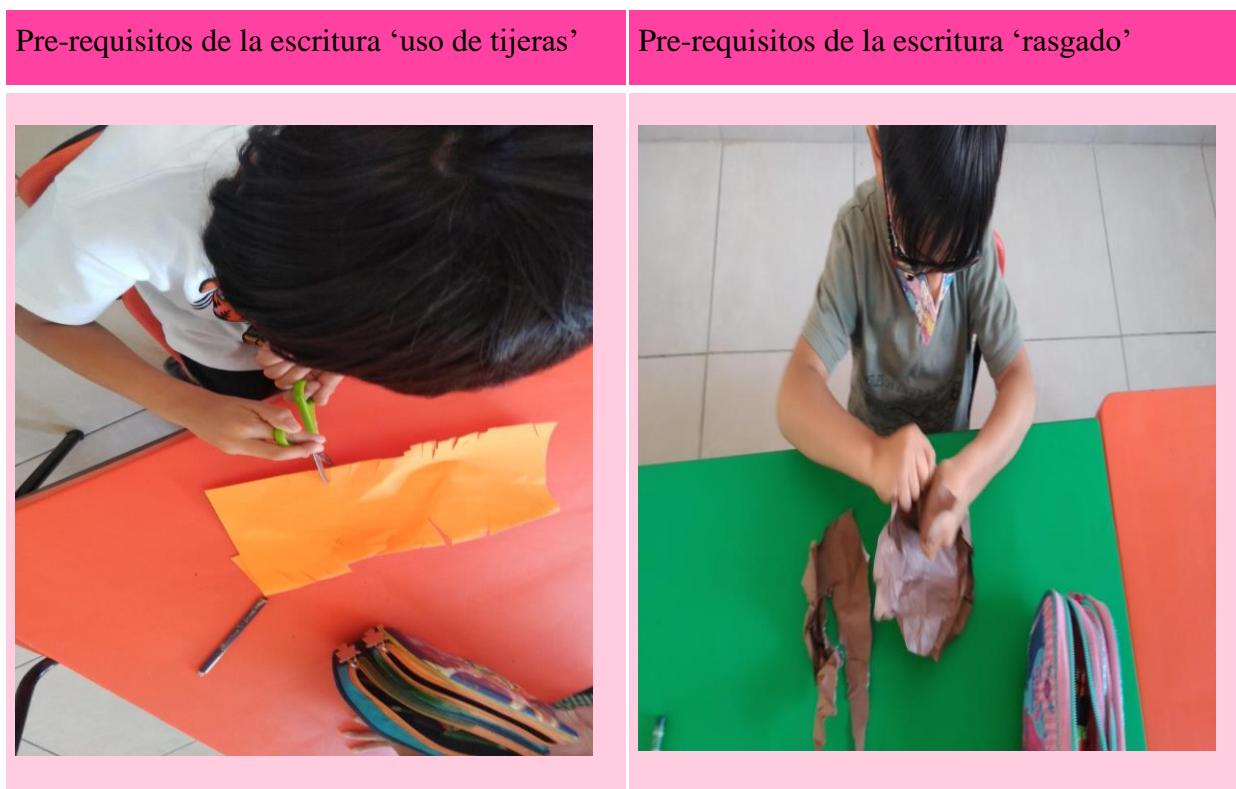 Pre-requisitos de la escritura ‘uso de tijeras’
Pre-requisitos de la escritura ‘rasgado’